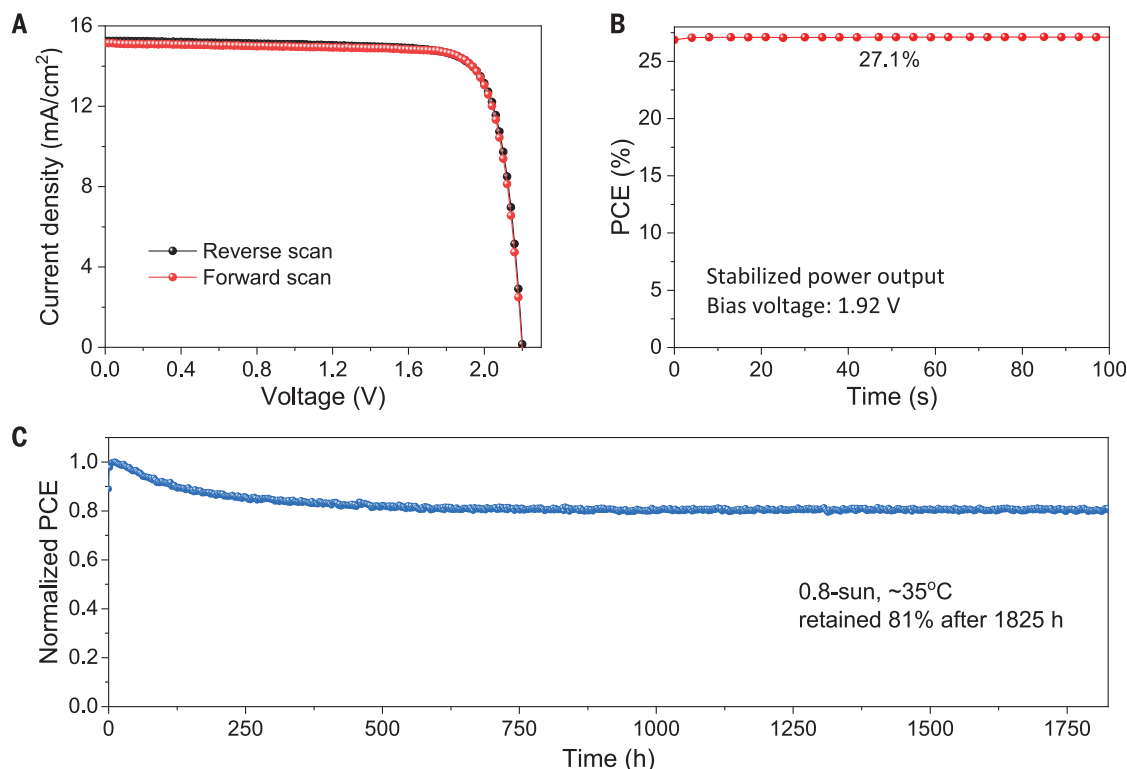 A
Current density (mA/cm²)
16
12
8
4
0
Reverse scan
Forward scan
0.0 0.4 0.8 1.2 1.6 2.0
Voltage (V)
B
PCE (%)
25
20
15
10
5
0
27.1%
Stabilized power output
Bias voltage: 1.92 V
0 20 40 60 80 100
Time (s)
C
Normalized PCE
1.0
0.8
0.6
0.4
0.2
0.0
0.8-sun, ~35°C
retained 81% after 1825 h
0 250 500 750 1000 1250 1500 1750
Time (h)